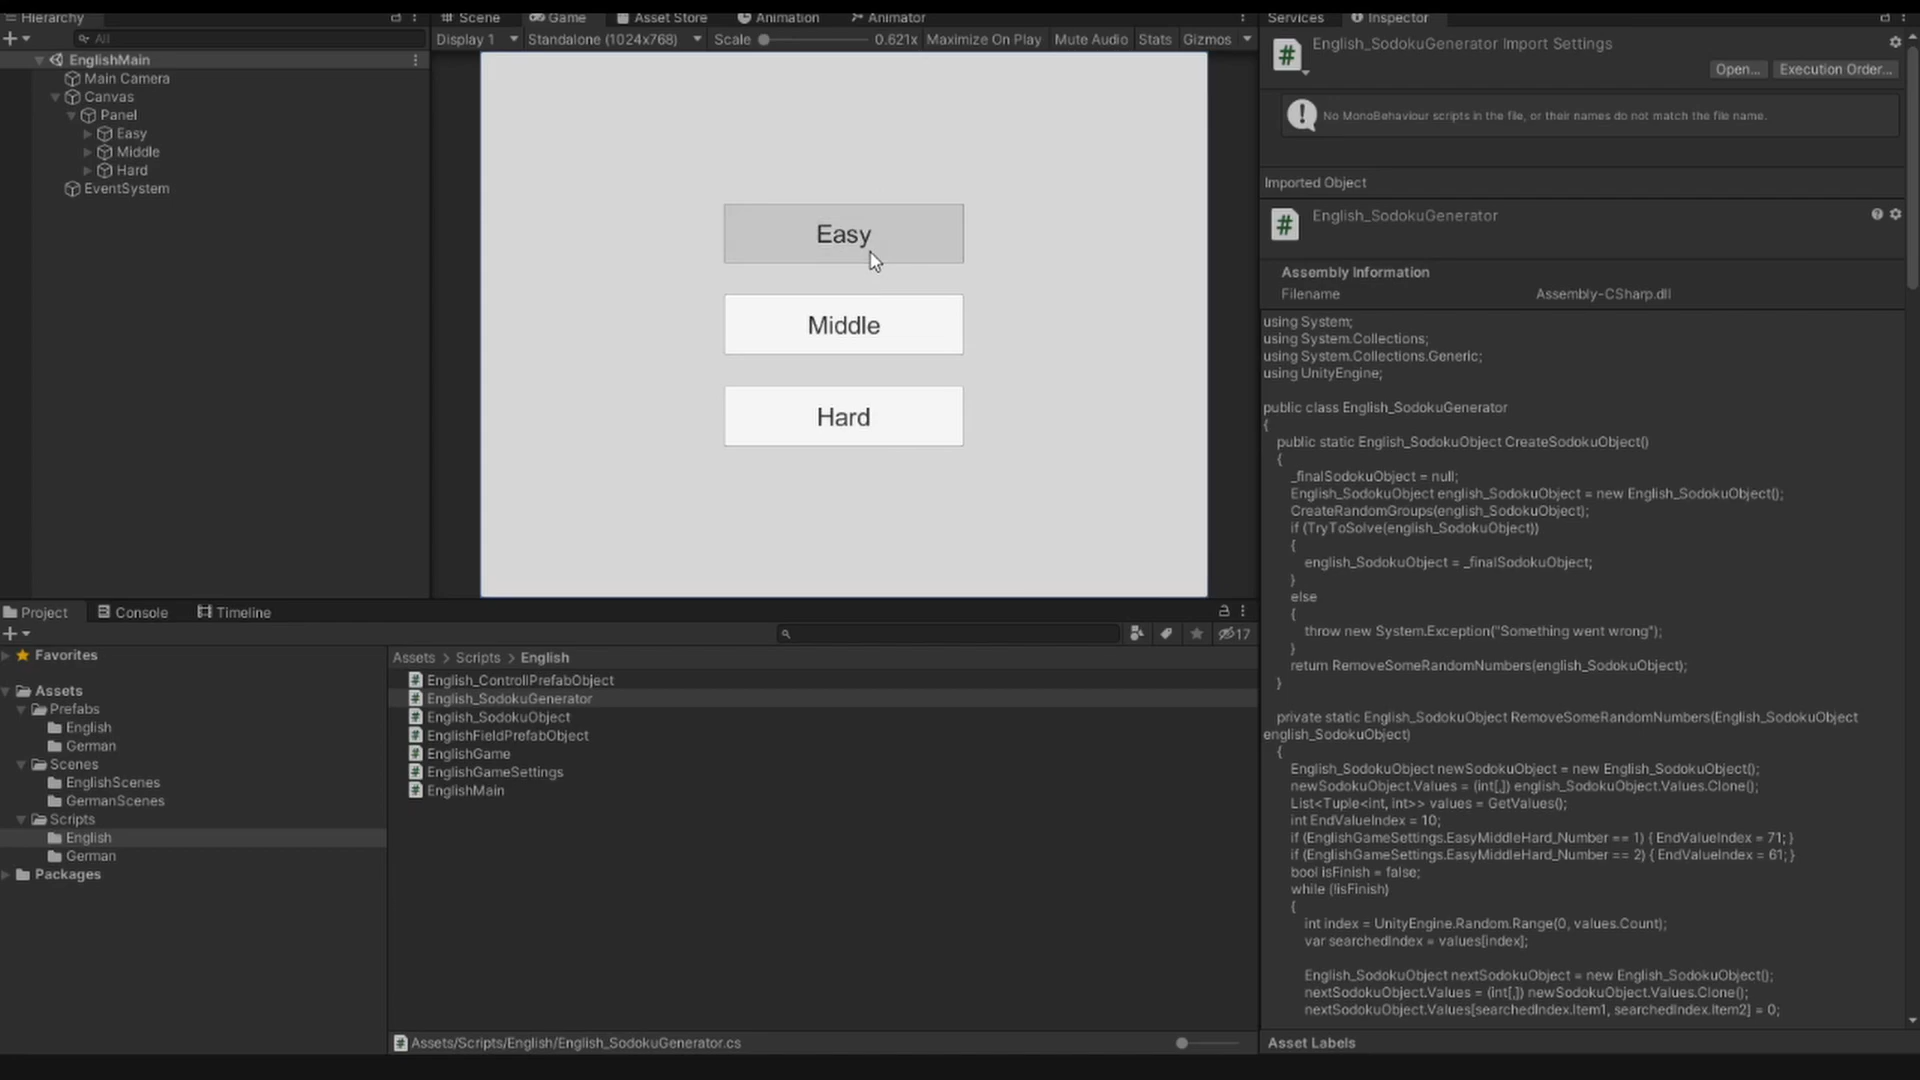 Hierarchy
All
EnglishMain
Main Camera
Canvas
Panel
Easy
Middle
Hard
EventSystem
Scene
Game
Asset Store
Animation
Animator
Display 1
Standalone (1024x768)
Scale
0.621x
Maximize On Play
Mute Audio
Stats
Gizmos
Easy
Middle
Hard
Project
Console
Timeline
17
Favorites
Assets
Prefabs
English
German
Scenes
EnglishScenes
GermanScenes
Scripts
English
German
Packages
Assets > Scripts > English
English_ControllPrefabObject
English_SodokuGenerator
English_SodokuObject
EnglishFieldPrefabObject
EnglishGame
EnglishGameSettings
EnglishMain
Assets/Scripts/English/English_SodokuGenerator.cs
Services
Inspector
English_SodokuGenerator Import Settings
Open...
Execution Order...
No MonoBehaviour scripts in the file, or their names do not match the file name.
Imported Object
English_SodokuGenerator
Assembly Information
Filename Assembly-CSharp.dll
using System;
using System.Collections;
using System.Collections.Generic;
using UnityEngine;
public class English_SodokuGenerator
{
public static English_SodokuObject CreateSodokuObject()
{
_finalSodokuObject = null;
English_SodokuObject english_SodokuObject = new English_SodokuObject();
CreateRandomGroups(english_SodokuObject);
if (TryToSolve(english_SodokuObject))
{
english_SodokuObject = _finalSodokuObject;
}
else
{
throw new System.Exception("Something went wrong");
}
return RemoveSomeRandomNumbers(english_SodokuObject);
}
private static English_SodokuObject RemoveSomeRandomNumbers(English_SodokuObject
english_SodokuObject)
{
English_SodokuObject newSodokuObject = new English_SodokuObject();
newSodokuObject.Values = (int[,]) english_SodokuObject.Values.Clone();
List<Tuple<int, int>> values = GetValues();
int EndValueIndex = 10;
if (EnglishGameSettings.EasyMiddleHard_Number == 1) { EndValueIndex = 71; }
if (EnglishGameSettings.EasyMiddleHard_Number == 2) { EndValueIndex = 61; }
bool isFinish = false;
while (!isFinish)
{
int index = UnityEngine.Random.Range(0, values.Count);
var searchedIndex = values[index];
English_SodokuObject nextSodokuObject = new English_SodokuObject();
nextSodokuObject.Values = (int[,]) newSodokuObject.Values.Clone();
nextSodokuObject.Values[searchedIndex.Item1, searchedIndex.Item2] = 0;
Asset Labels